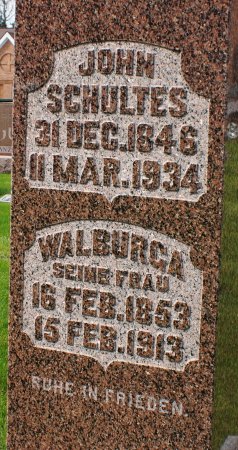 JOHN
SCHULTES
31 DEC. 1846
11 MAR. 1934
WALBURGA
SEINE FRAU
16 FEB. 1853
15 FEB. 1913
RUHE IN FRIEDEN.